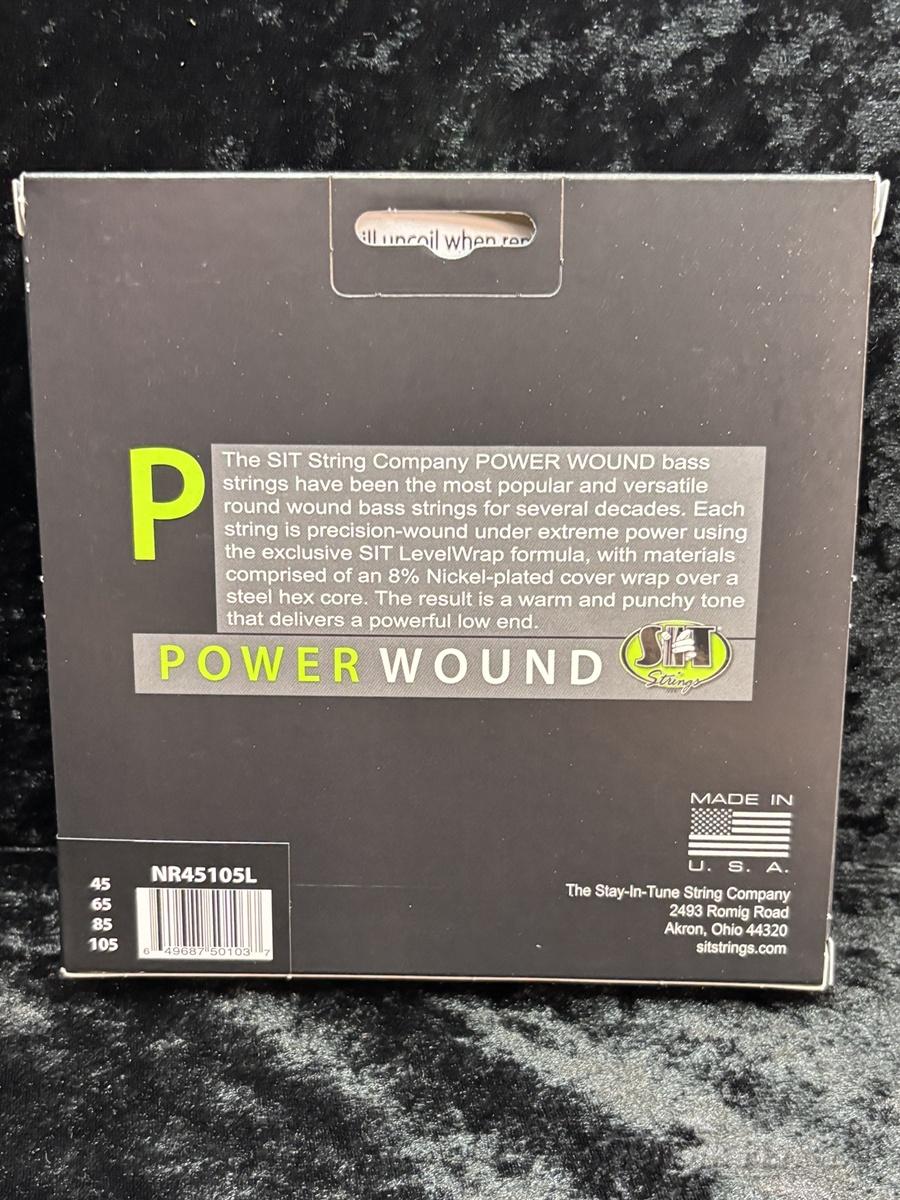 ill uncoil when
P
The SIT String Company POWER WOUND bass
strings have been the most popular and versatile
round wound bass strings for several decades. Each
string is precision-wound under extreme power using
the exclusive SIT LevelWrap formula, with materials
comprised of an 8% Nickel-plated cover wrap over a
steel hex core. The result is a warm and punchy tone
that delivers a powerful low end.
POWER WOUND
SIT
Strings
MADE IN
U. S. A.
The Stay-In-Tune String Company
2493 Romig Road
Akron, Ohio 44320
sitstrings.com
NR45105L
45
65
85
105
6 49687 50103 7